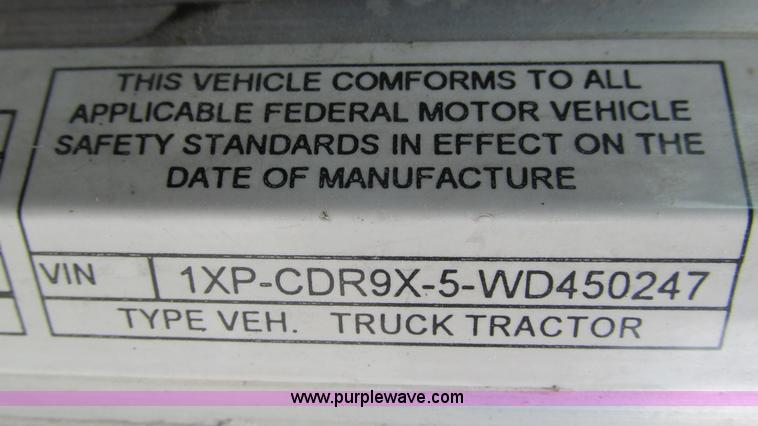 THIS VEHICLE COMFORMS TO ALL
APPLICABLE FEDERAL MOTOR VEHICLE
SAFETY STANDARDS IN EFFECT ON THE
DATE OF MANUFACTURE
VIN 1XP-CDR9X-5-WD450247
TYPE VEH. TRUCK TRACTOR
www.purplewave.com